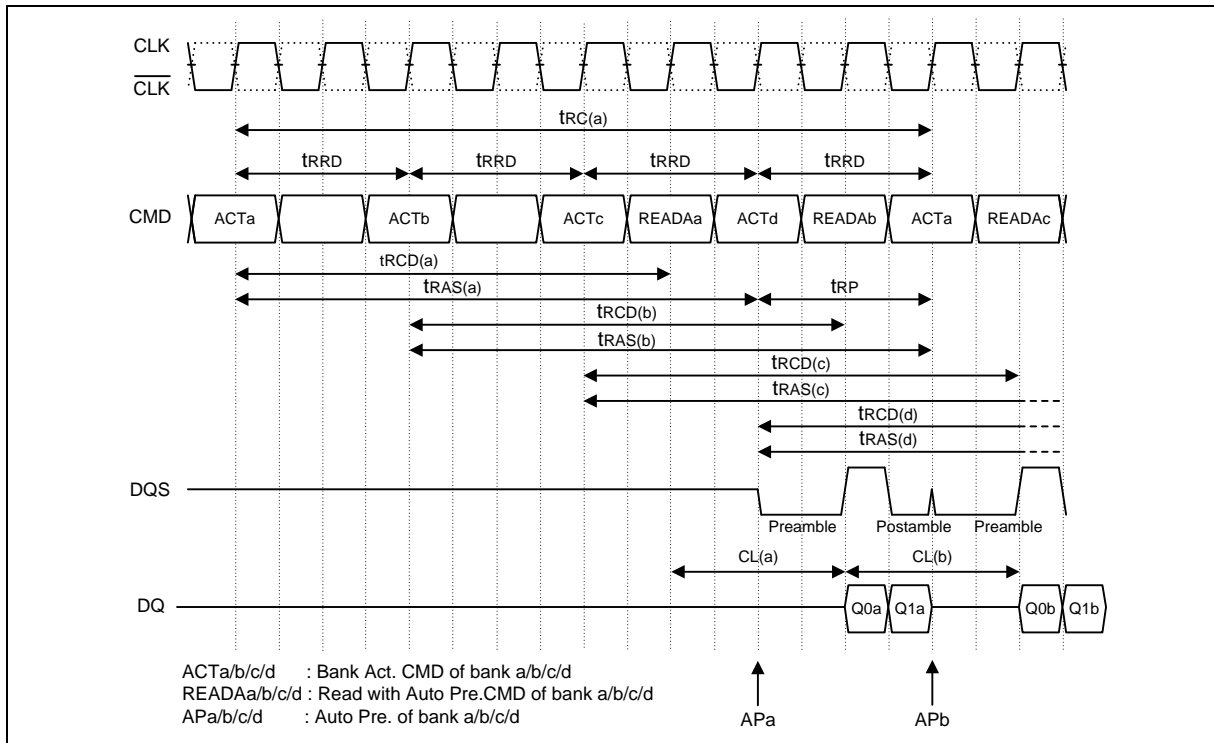 CLK
CLK
tRC(a)
tRRD tRRD tRRD tRRD
CMD ACTa ACTb ACTc READAa ACTd READAb ACTa READAc
tRCD(a)
tRAS(a) tRP
tRCD(b)
tRAS(b)
tRCD(c)
tRAS(c)
tRCD(d)
tRAS(d)
DQS
Preamble Postamble Preamble
CL(a) CL(b)
DQ Q0a Q1a Q0b Q1b
ACTa/b/c/d : Bank Act. CMD of bank a/b/c/d
READAa/b/c/d : Read with Auto Pre.CMD of bank a/b/c/d
APa/b/c/d : Auto Pre. of bank a/b/c/d
APa APb